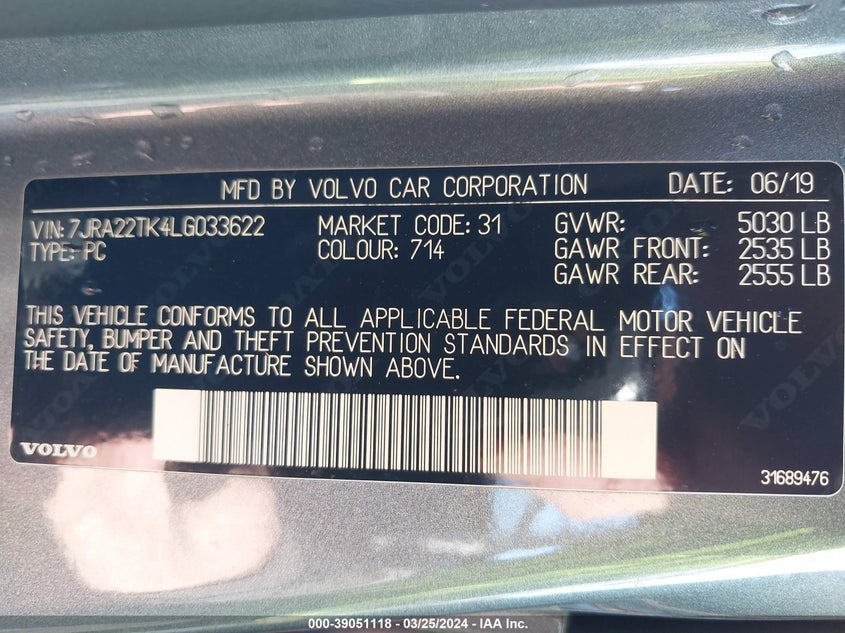 MFD BY VOLVO CAR CORPORATION DATE: 06/19
VIN: 7JRA22TK4LG033622 MARKET CODE: 31 GVWR: 5030 LB
TYPE: PC COLOUR: 714 GAWR FRONT: 2535 LB
GAWR REAR: 2555 LB
THIS VEHICLE CONFORMS TO ALL APPLICABLE FEDERAL MOTOR VEHICLE
SAFETY, BUMPER AND THEFT PREVENTION STANDARDS IN EFFECT ON
THE DATE OF MANUFACTURE SHOWN ABOVE.
VOLVO
31689476
000-39051118 - 03/25/2024 - IAA Inc.